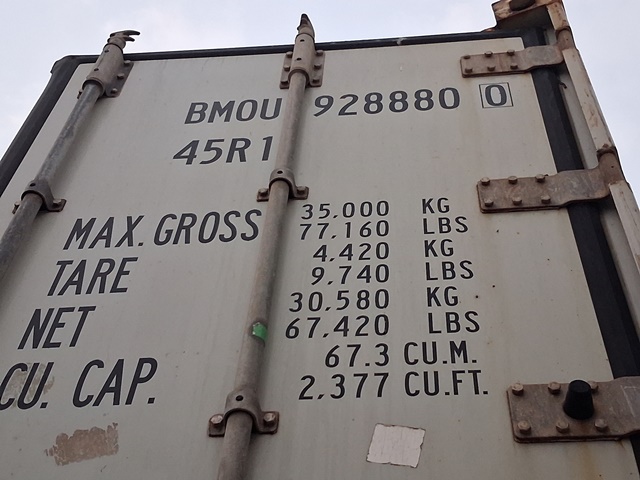 BMOU 928880 0
45R1
MAX. GROSS 35,000 KG
77,160 LBS
TARE 4,420 KG
9,740 LBS
NET 30,580 KG
67,420 LBS
CU. CAP. 67.3 CU.M.
2,377 CU.FT.